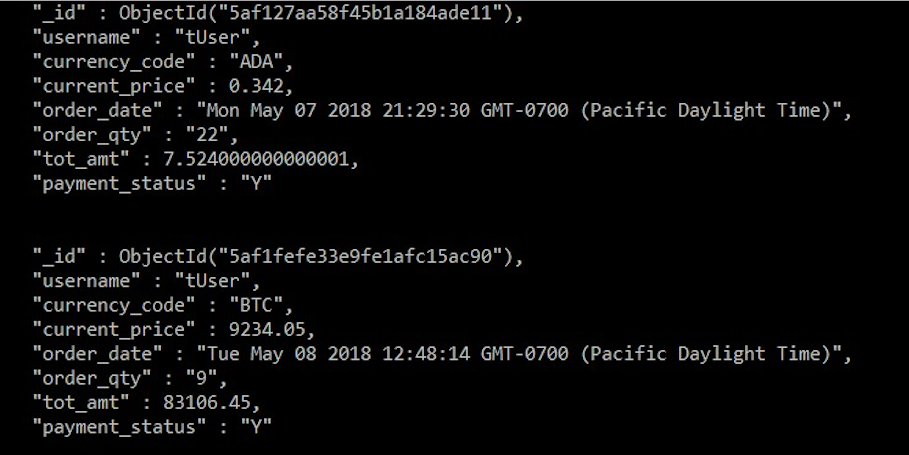 "_id" : ObjectId("5af127aa58f45b1a184ade11"),
"username" : "tUser",
"currency_code" : "ADA",
"current_price" : 0.342,
"order_date" : "Mon May 07 2018 21:29:30 GMT-0700 (Pacific Daylight Time)",
"order_qty" : "22",
"tot_amt" : 7.524000000000001,
"payment_status" : "Y"
"_id" : ObjectId("5af1fefe33e9fe1afc15ac90"),
"username" : "tUser",
"currency_code" : "BTC",
"current_price" : 9234.05,
"order_date" : "Tue May 08 2018 12:48:14 GMT-0700 (Pacific Daylight Time)",
"order_qty" : "9",
"tot_amt" : 83106.45,
"payment_status" : "Y"